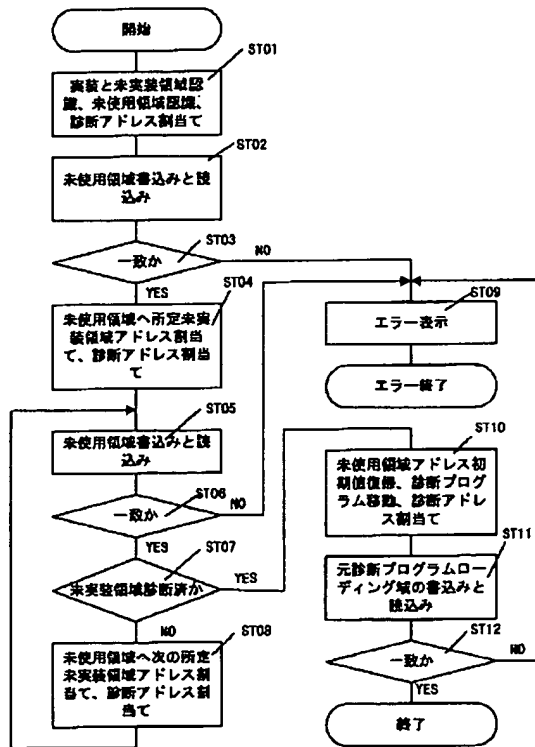 開始
ST01
実装と未実装領域認
識、未使用領域認識、
診断アドレス割当て
ST02
未使用領域書込みと読
込み
ST03
一致か
NO
YES
ST04
未使用領域へ所定未実
装領域アドレス割当
て、診断アドレス割当
て
ST05
未使用領域書込みと読
込み
ST06
一致か
NO
YES
ST07
未実装領域診断済か
YES
NO
ST08
未使用領域へ次の所定
未実装領域アドレス割
当て、診断アドレス割
当て
ST09
エラー表示
エラー終了
ST10
未使用領域アドレス初
期値復帰、診断プログ
ラム移動、診断アドレ
ス割当て
ST11
元診断プログラムロー
ディング域の書込みと
読込み
ST12
一致か
NO
YES
終了